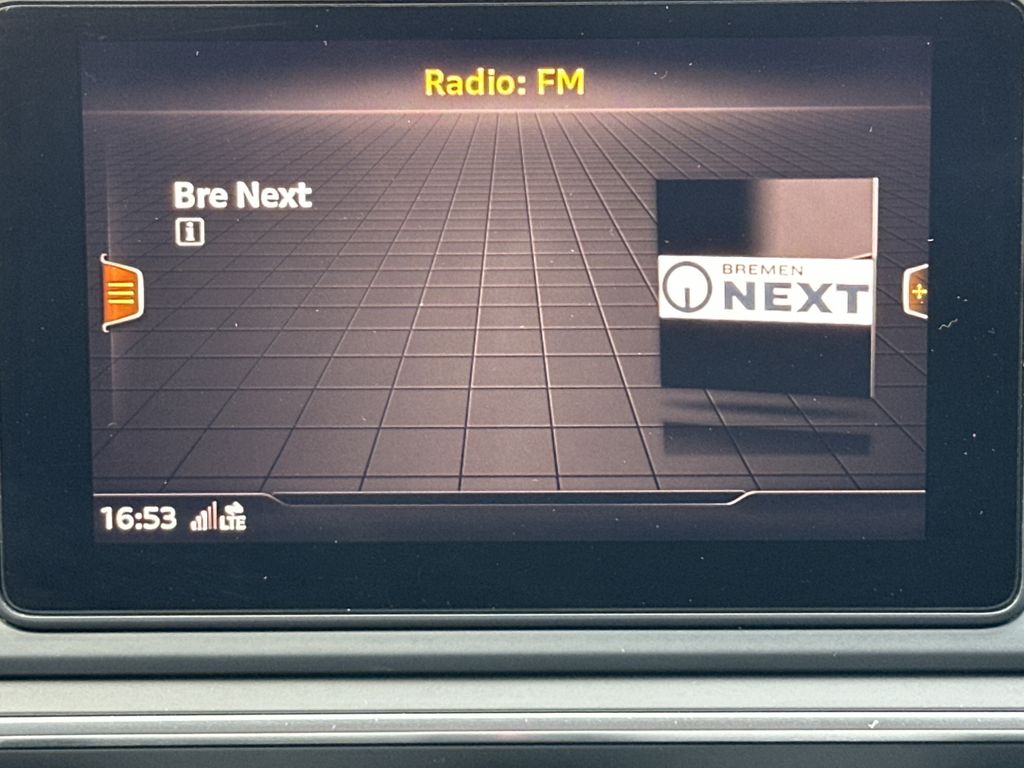 Radio: FM
Bre Next
i
BREMEN
NEXT
16:53 LTE